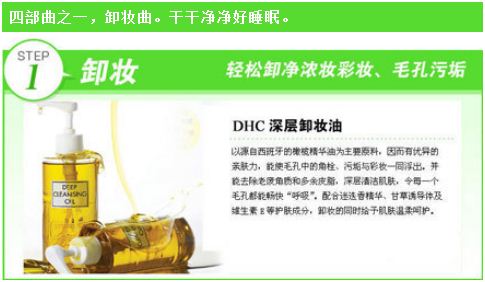 四部曲之一，卸妆曲。干干净净好睡眠。
STEP
1
卸妆
轻松卸净浓妆彩妆、毛孔污垢
DHC 深层卸妆油
以源自西班牙的橄榄精华油为主要原料，因而有优异的
亲肤力，能使毛孔中的角栓、污垢与彩妆一同浮出。并
能去除老废角质和多余皮脂，深层清洁肌肤，令每一个
毛孔都能畅快“呼吸”。配合迷迭香精华、甘草诱导体及
维生素 E 等护肤成分，卸妆的同时给予肌肤温柔呵护。
DEEP
CLEANSING
OIL